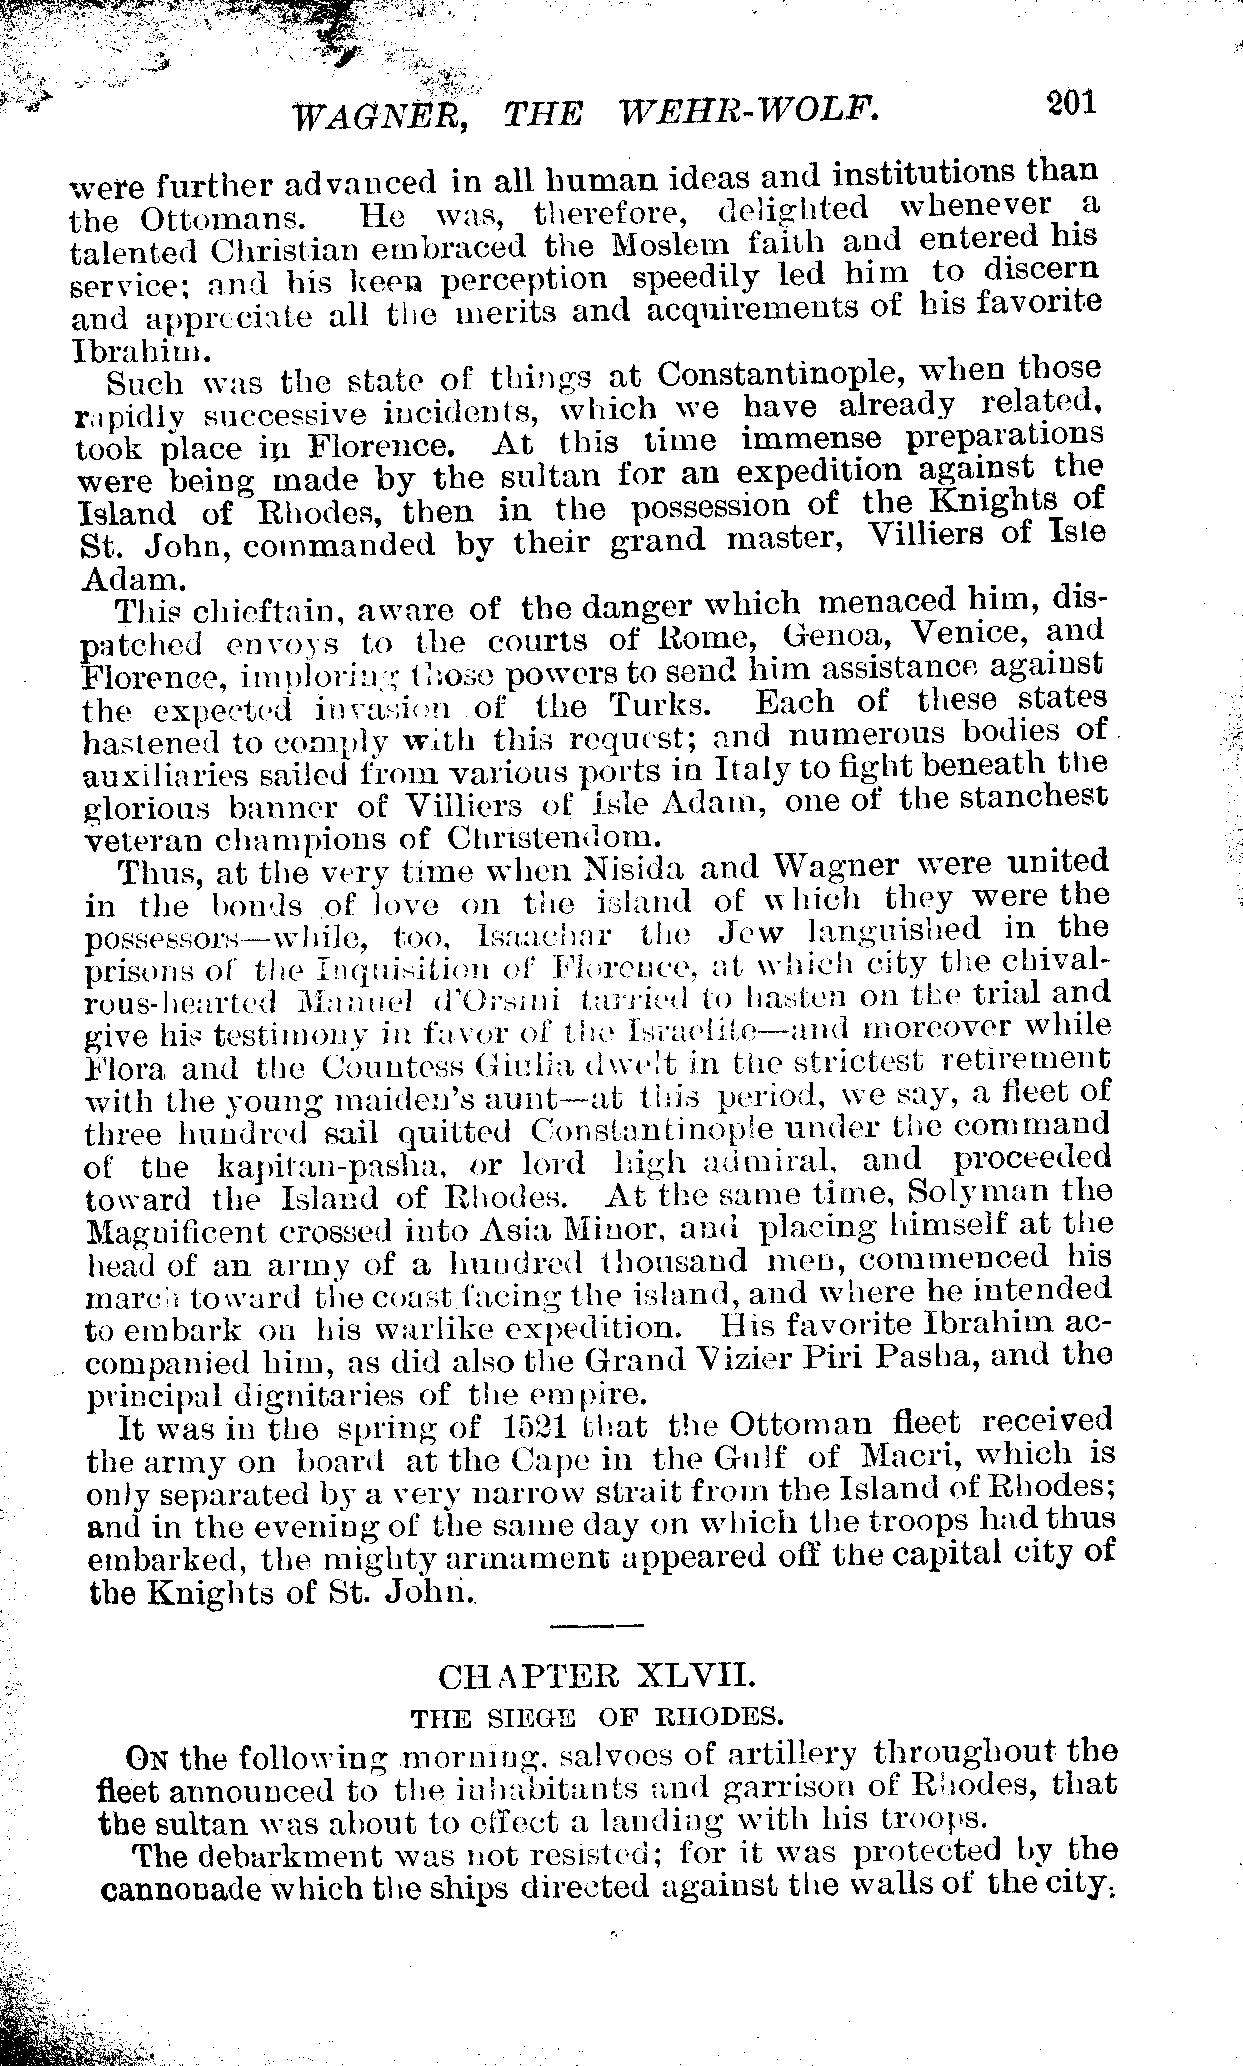 WAGNER, THE WEHR-WOLF. 201
were further advanced in all human ideas and institutions than
the Ottomans. He was, therefore, delighted whenever a
talented Christian embraced the Moslem faith and entered his
service; and his keen perception speedily led him to discern
and appreciate all the merits and acquirements of his favorite
Ibrahim.
Such was the state of things at Constantinople, when those
rapidly successive incidents, which we have already related,
took place in Florence. At this time immense preparations
were being made by the sultan for an expedition against the
Island of Rhodes, then in the possession of the Knights of
St. John, commanded by their grand master, Villiers of Isle
Adam.
This chieftain, aware of the danger which menaced him, dis-
patched envoys to the courts of Rome, Genoa, Venice, and
Florence, imploring those powers to send him assistance against
the expected invasion of the Turks. Each of these states
hastened to comply with this request; and numerous bodies of
auxiliaries sailed from various ports in Italy to fight beneath the
glorious banner of Villiers of Isle Adam, one of the stanchest
veteran champions of Christendom.
Thus, at the very time when Nisida and Wagner were united
in the bonds of love on the island of which they were the
possessors—while, too, Isaachar the Jew languished in the
prisons of the Inquisition of Florence, at which city the chival-
rous-hearted Manuel d'Orsini tarried to hasten on the trial and
give his testimony in favor of the Israelite—and moreover while
Flora and the Countess Giulia dwelt in the strictest retirement
with the young maiden's aunt—at this period, we say, a fleet of
three hundred sail quitted Constantinople under the command
of the kapitan-pasha, or lord high admiral, and proceeded
toward the Island of Rhodes. At the same time, Solyman the
Magnificent crossed into Asia Minor, and placing himself at the
head of an army of a hundred thousand men, commenced his
march toward the coast facing the island, and where he intended
to embark on his warlike expedition. His favorite Ibrahim ac-
companied him, as did also the Grand Vizier Piri Pasha, and the
principal dignitaries of the empire.
It was in the spring of 1521 that the Ottoman fleet received
the army on board at the Cape in the Gulf of Macri, which is
only separated by a very narrow strait from the Island of Rhodes;
and in the evening of the same day on which the troops had thus
embarked, the mighty armament appeared off the capital city of
the Knights of St. John.
CHAPTER XLVII.
THE SIEGE OF RHODES.
ON the following morning, salvoes of artillery throughout the
fleet announced to the inhabitants and garrison of Rhodes, that
the sultan was about to effect a landing with his troops.
The debarkment was not resisted; for it was protected by the
cannonade which the ships directed against the walls of the city.